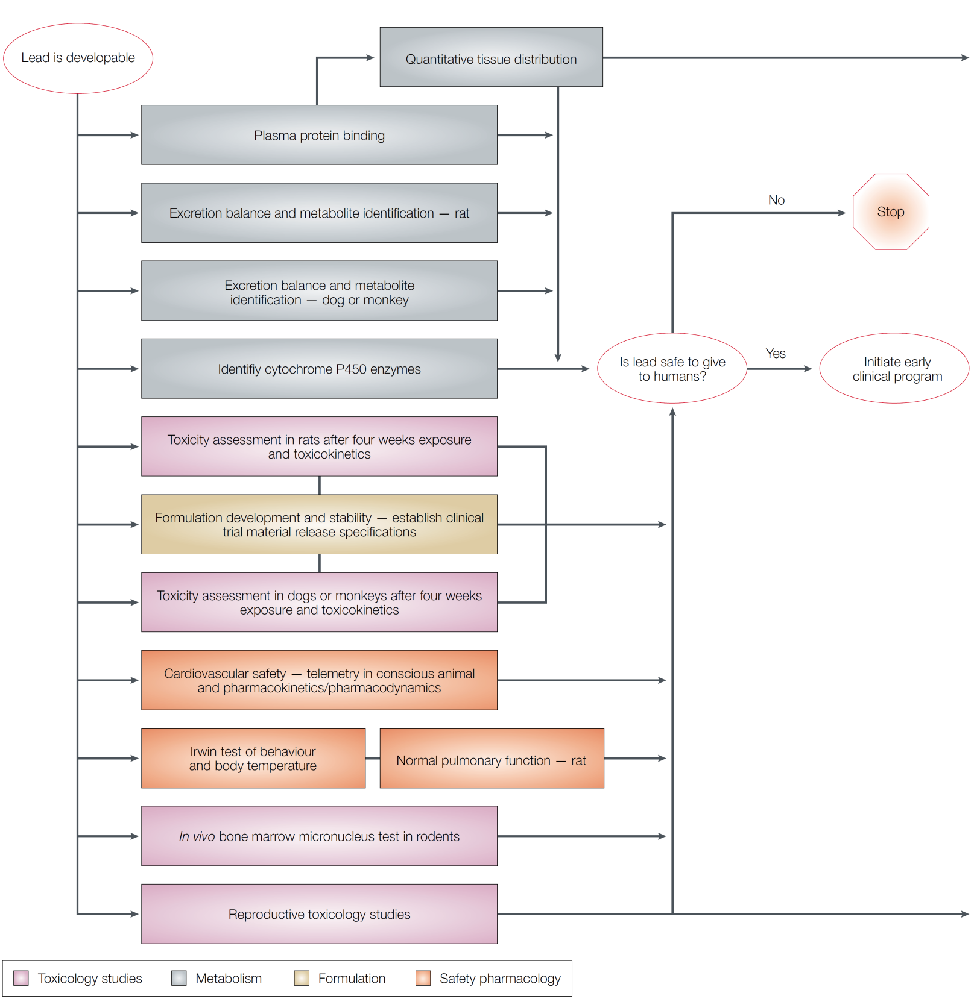 Lead is developable
Quantitative tissue distribution
Plasma protein binding
Excretion balance and metabolite identification — rat
No
Stop
Excretion balance and metabolite
identification — dog or monkey
Identifiy cytochrome P450 enzymes
Is lead safe to give
to humans?
Yes
Initiate early
clinical program
Toxicity assessment in rats after four weeks exposure
and toxicokinetics
Formulation development and stability — establish clinical
trial material release specifications
Toxicity assessment in dogs or monkeys after four weeks
exposure and toxicokinetics
Cardiovascular safety — telemetry in conscious animal
and pharmacokinetics/pharmacodynamics
Irwin test of behaviour
and body temperature
Normal pulmonary function — rat
In vivo bone marrow micronucleus test in rodents
Reproductive toxicology studies
Toxicology studies
Metabolism
Formulation
Safety pharmacology